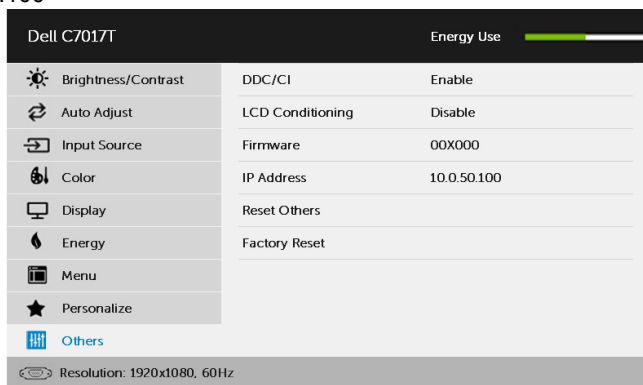 Dell C7017T Energy Use
Brightness/Contrast DDC/CI Enable
Auto Adjust LCD Conditioning Disable
Input Source Firmware 00X000
Color IP Address 10.0.50.100
Display Reset Others
Energy Factory Reset
Menu
Personalize
Others
Resolution: 1920x1080, 60Hz